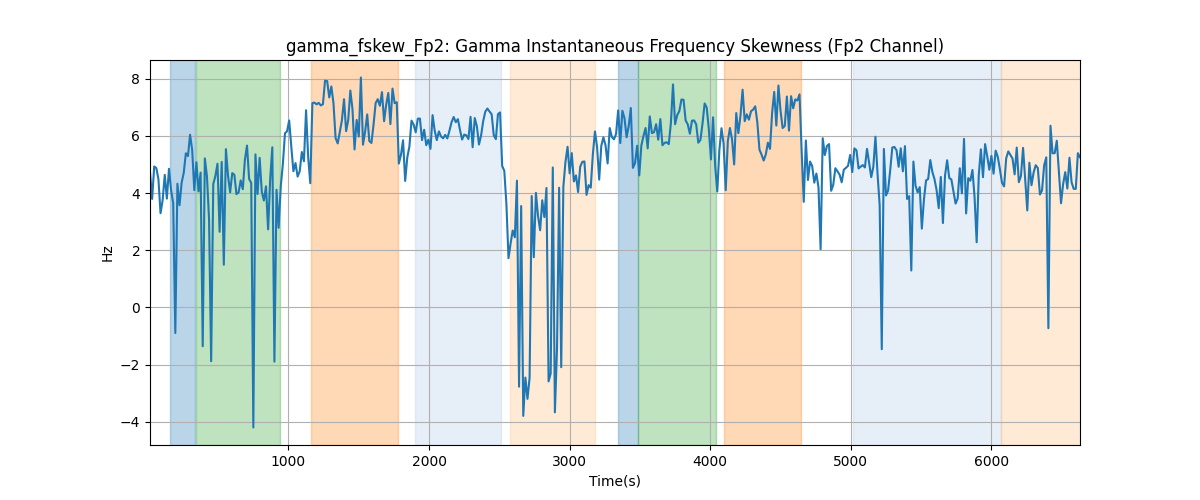 gamma_fskew_Fp2: Gamma Instantaneous Frequency Skewness (Fp2 Channel)
8
6
4
2
0
−2
−4
Hz
1000 2000 3000 4000 5000 6000
Time(s)